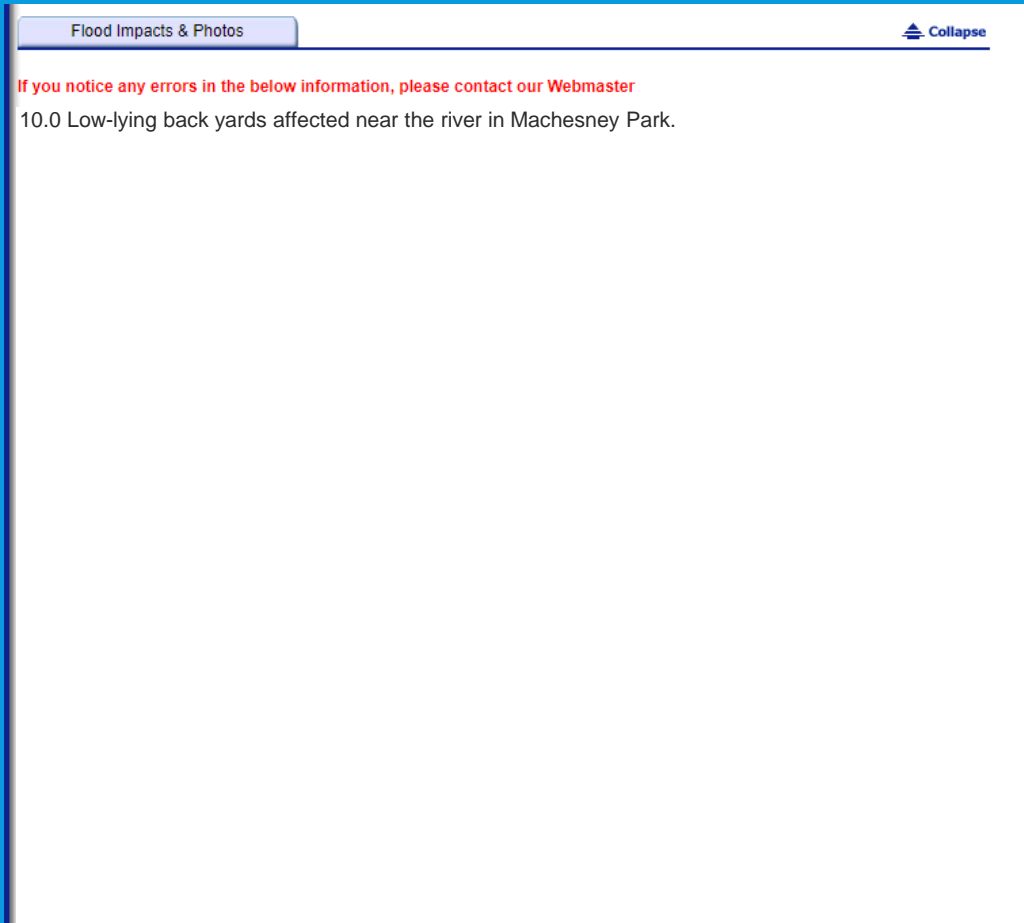 Flood Impacts & Photos
Collapse
If you notice any errors in the below information, please contact our Webmaster
10.0 Low-lying back yards affected near the river in Machesney Park.